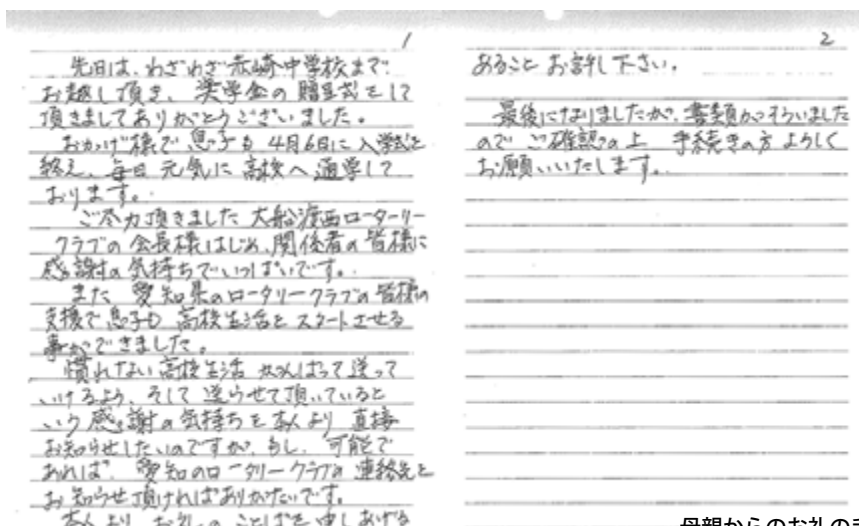 1
先日は、わざわざ赤崎中学校まで
お越し頂き、奨学金の贈呈式をして
頂きましてありがとうございました。
おかげ様で息子も4月6日に入学式を
終え、毎日元気に高校へ通学して
おります。
ご尽力頂きました大船渡西ロータリー
クラブの会長様はじめ、関係者の皆様に
感謝の気持ちでいっぱいです。
また愛知県のロータリークラブの皆様の
支援で息子も高校生活をスタートさせる
事ができました。
慣れない高校生活がんばって送って
いけるよう、そして送らせて頂いていると
いう感謝の気持ちを本人より直接
お知らせしたいのですが、もし、可能で
あれば、愛知のロータリークラブの連絡先を
お知らせ頂ければありがたいです。
本人よりお礼のことばを申しあげる
2
あることお許し下さい。
最後になりましたが、書類がそろいました
のでご確認の上手続きの方よろしく
お願いいたします。
母親からのお礼の